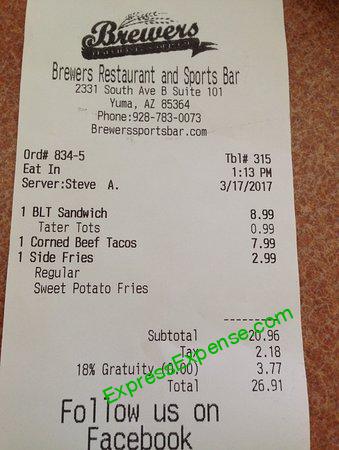 Brewers
Brewers Restaurant and Sports Bar
2331 South Ave B Suite 101
Yuma, AZ 85364
Phone:928-783-0073
Brewerssportsbar.com
Ord# 834-5 Tbl# 315
Eat In 1:13 PM
Server:Steve A. 3/17/2017
1 BLT Sandwich 8.99
Tater Tots 0.99
1 Corned Beef Tacos 7.99
1 Side Fries 2.99
Regular
Sweet Potato Fries
----------
Subtotal 20.96
Tax 2.18
18% Gratuity (0.00) 3.77
Total 26.91
ExpressExpense.com
Follow us on
Facebook